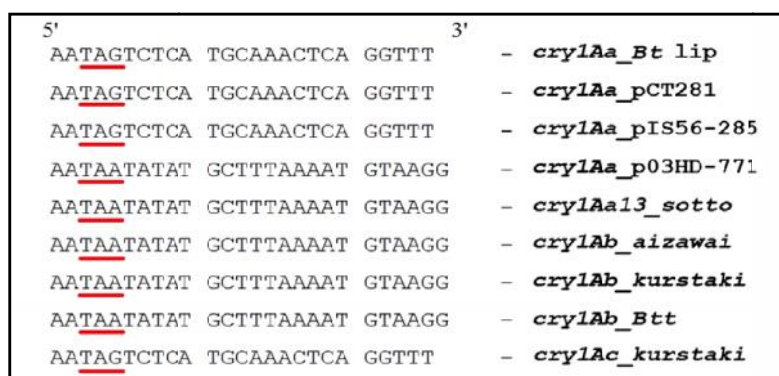 5' 3'
AATAGTCTCA TGCAAACTCA GGTTT - cry1Aa_Bt lip
AATAGTCTCA TGCAAACTCA GGTTT - cry1Aa_pCT281
AATAGTCTCA TGCAAACTCA GGTTT - cry1Aa_pIS56-285
AATAATATAT GCTTTAAAAT GTAAGG - cry1Aa_p03HD-771
AATAATATAT GCTTTAAAAT GTAAGG - cry1Aa13_sotto
AATAATATAT GCTTTAAAAT GTAAGG - cry1Ab_aizawai
AATAATATAT GCTTTAAAAT GTAAGG - cry1Ab_kurstaki
AATAATATAT GCTTTAAAAT GTAAGG - cry1Ab_Btt
AATAGTCTCA TGCAAACTCA GGTTT - cry1Ac_kurstaki